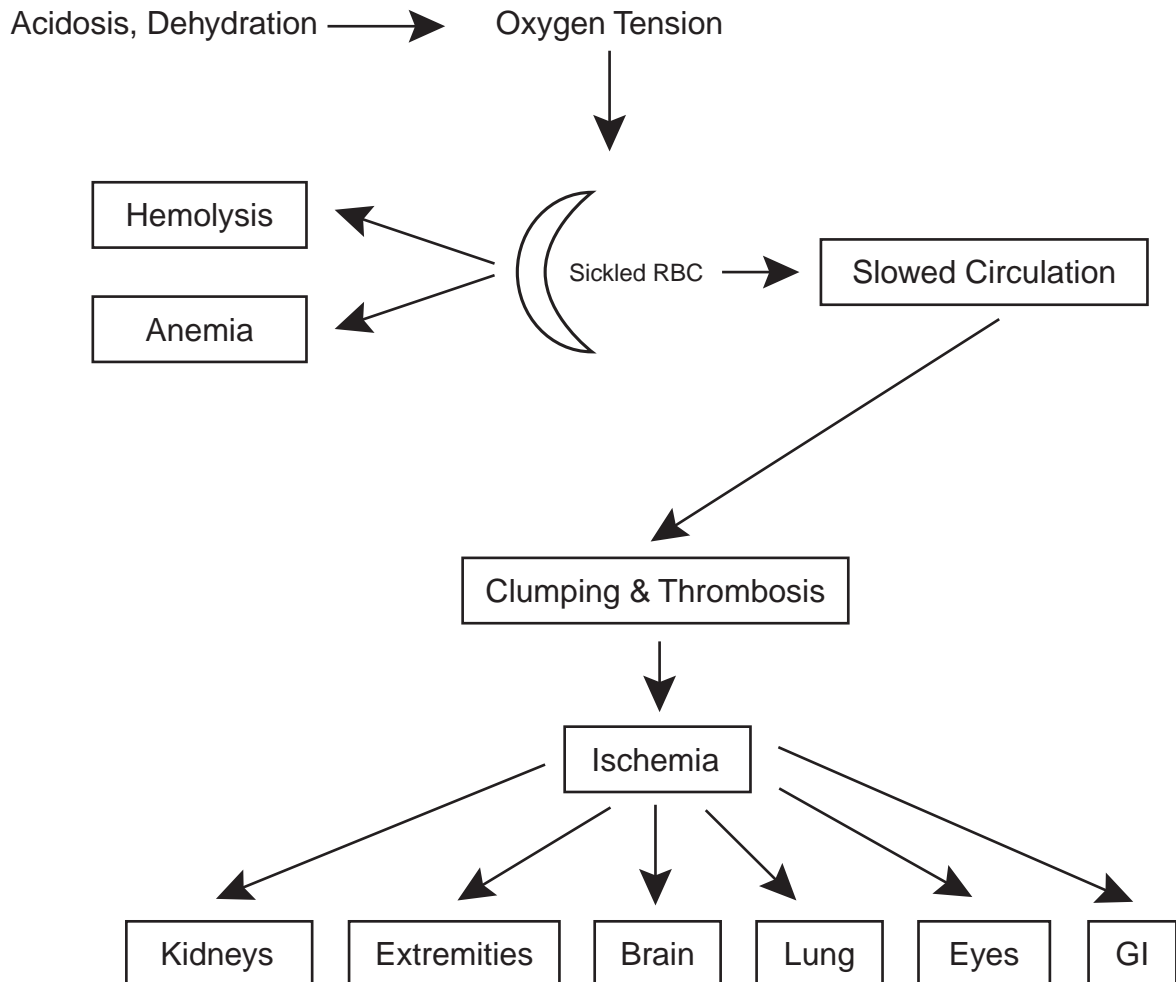 Acidosis, Dehydration
Oxygen Tension
Hemolysis
Sickled RBC
Slowed Circulation
Anemia
Clumping & Thrombosis
Ischemia
Kidneys
Extremities
Brain
Lung
Eyes
GI